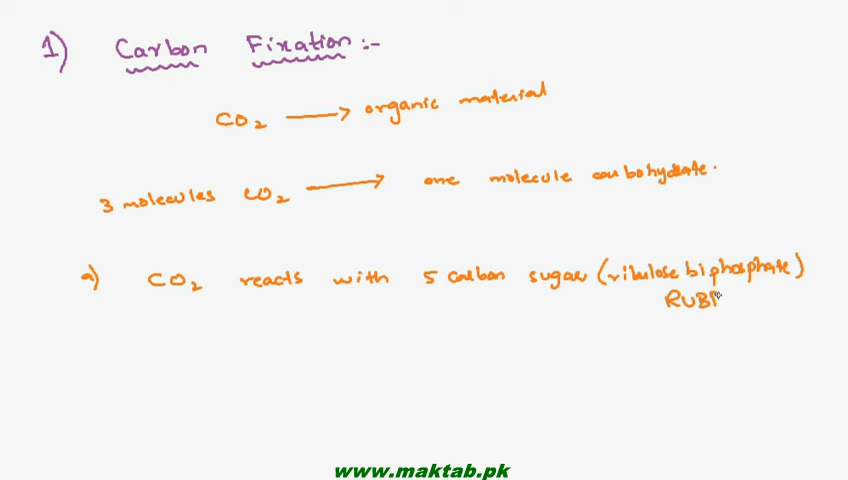 1) Carbon Fixation :-
CO2 → organic material
3 molecules CO2 → one molecule carbohydrate.
a) CO2 reacts with 5 carbon sugar (ribulose biphosphate)
RUBP
www.maktab.pk